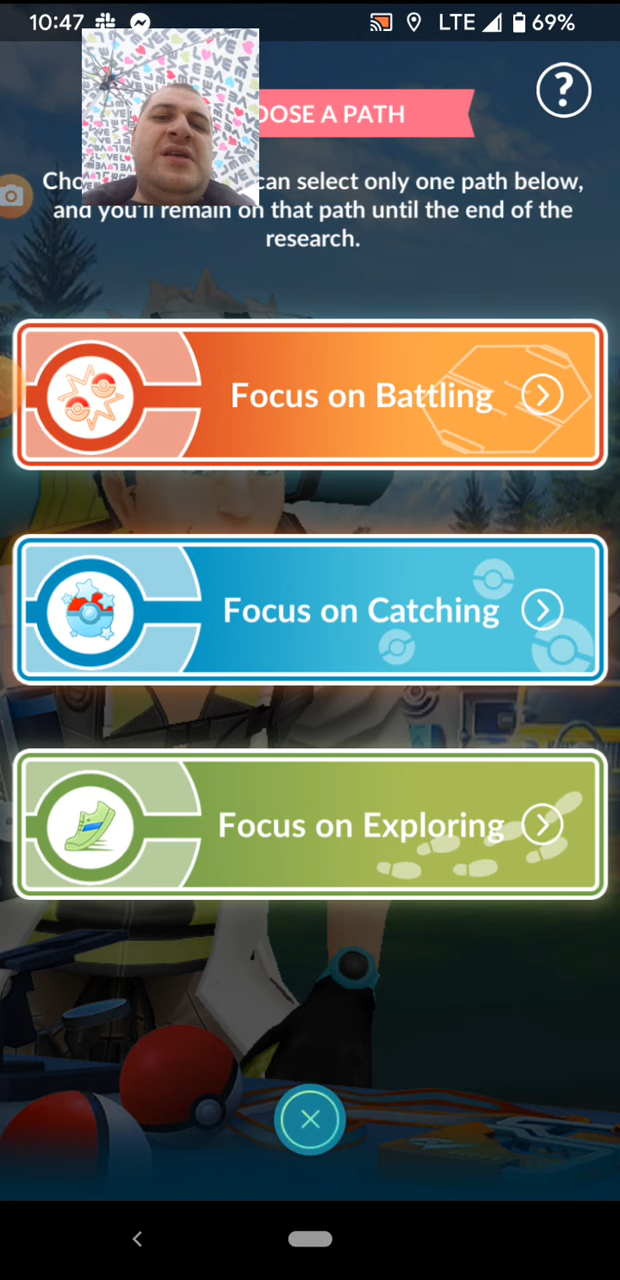 10:47 LTE 69%
OOSE A PATH
Cho can select only one path below,
and you'll remain on that path until the end of the
research.
Focus on Battling
Focus on Catching
Focus on Exploring